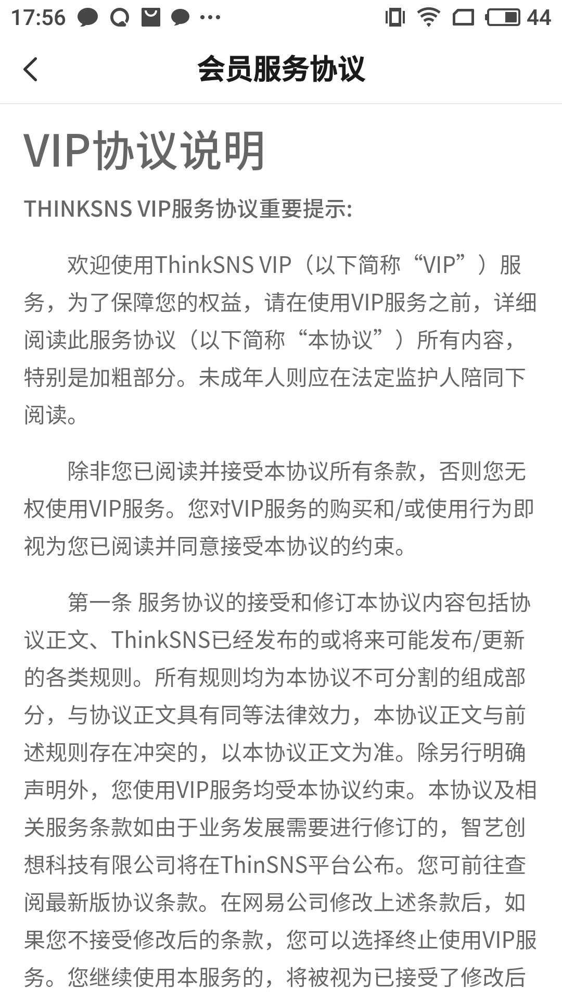 17:56
44
会员服务协议
VIP协议说明
THINKSNS VIP服务协议重要提示:
欢迎使用ThinkSNS VIP（以下简称“VIP”）服
务，为了保障您的权益，请在使用VIP服务之前，详细
阅读此服务协议（以下简称“本协议”）所有内容，
特别是加粗部分。未成年人则应在法定监护人陪同下
阅读。
除非您已阅读并接受本协议所有条款，否则您无
权使用VIP服务。您对VIP服务的购买和/或使用行为即
视为您已阅读并同意接受本协议的约束。
第一条 服务协议的接受和修订本协议内容包括协
议正文、ThinkSNS已经发布的或将来可能发布/更新
的各类规则。所有规则均为本协议不可分割的组成部
分，与协议正文具有同等法律效力，本协议正文与前
述规则存在冲突的，以本协议正文为准。除另行明确
声明外，您使用VIP服务均受本协议约束。本协议及相
关服务条款如由于业务发展需要进行修订的，智艺创
想科技有限公司将在ThinSNS平台公布。您可前往查
阅最新版协议条款。在网易公司修改上述条款后，如
果您不接受修改后的条款，您可以选择终止使用VIP服
务。您继续使用本服务的，将被视为已接受了修改后